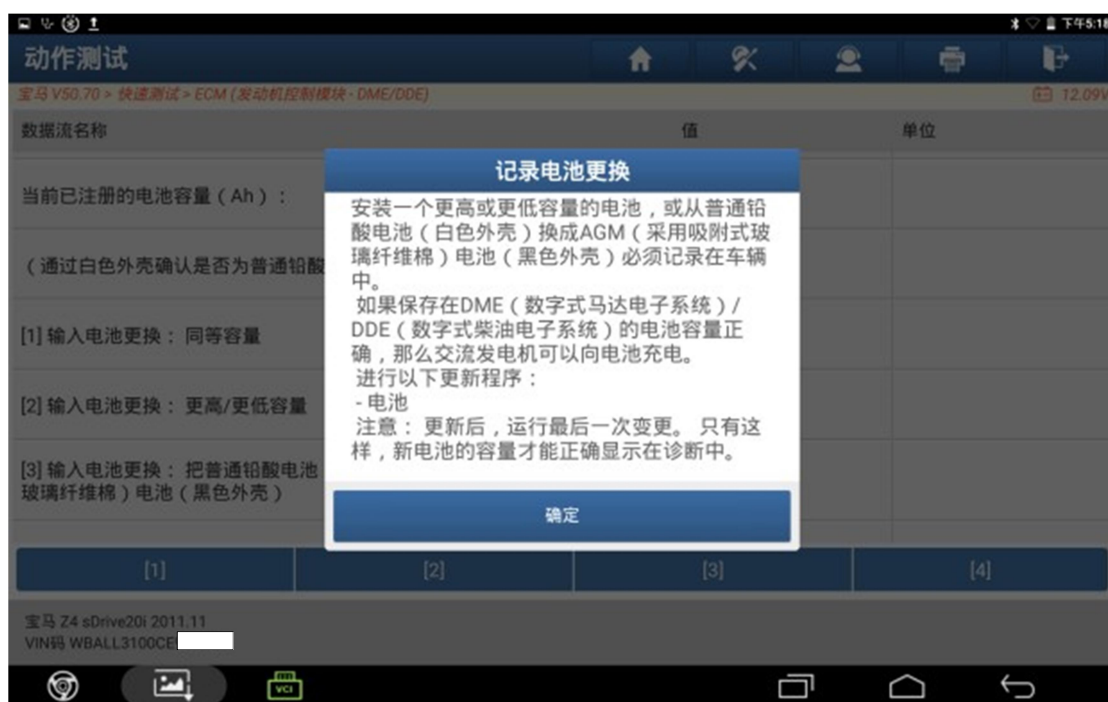 下午5:18
动作测试
宝马 V50.70 > 快速测试 > ECM (发动机控制模块 - DME/DDE)
12.09V
数据流名称 值 单位
当前已注册的电池容量（Ah）：
（通过白色外壳确认是否为普通铅酸
[1] 输入电池更换： 同等容量
[2] 输入电池更换： 更高/更低容量
[3] 输入电池更换： 把普通铅酸电池
玻璃纤维棉）电池（黑色外壳）
记录电池更换
安装一个更高或更低容量的电池，或从普通铅
酸电池（白色外壳）换成AGM（采用吸附式玻
璃纤维棉）电池（黑色外壳）必须记录在车辆
中。
如果保存在DME（数字式马达电子系统）/
DDE（数字式柴油电子系统）的电池容量正
确，那么交流发电机可以向电池充电。
进行以下更新程序：
- 电池
注意： 更新后，运行最后一次变更。 只有这
样，新电池的容量才能正确显示在诊断中。
确定
[1] [2] [3] [4]
宝马 Z4 sDrive20i 2011.11
VIN码 WBALL3100CE
VCI